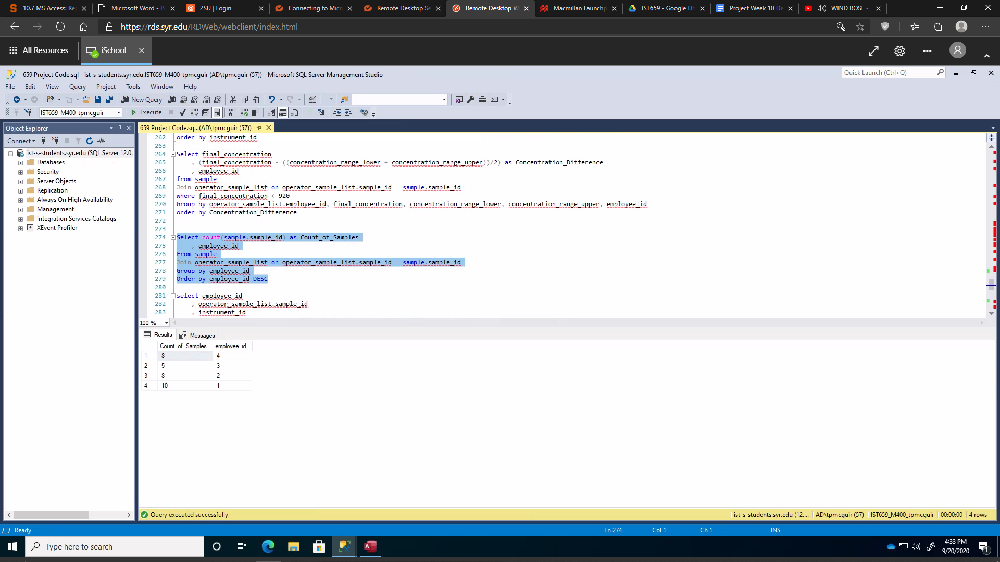 10.7 MS Access: Rep
Microsoft Word - IS
2SU | Login
Connecting to Micr
Remote Desktop Se
Remote Desktop W
Macmillan Launchp
IST659 - Google Dr
Project Week 10 De
WIND ROSE -
https://rds.syr.edu/RDWeb/webclient/index.html
All Resources
iSchool
659 Project Code.sql - ist-s-students.syr.edu.IST659_M400_tpmcguir (AD\tpmcguir (57)) - Microsoft SQL Server Management Studio
Quick Launch (Ctrl+Q)
File Edit View Query Project Tools Window Help
New Query
IST659_M400_tpmcguir
Execute
Object Explorer
659 Project Code.sq...(AD\tpmcguir (57))
Connect
ist-s-students.syr.edu (SQL Server 12.0.
Databases
Security
Server Objects
Replication
Always On High Availability
Management
Integration Services Catalogs
XEvent Profiler
262 order by instrument_id
263
264 Select final_concentration
265 , (final_concentration - ((concentration_range_lower + concentration_range_upper))/2) as Concentration_Difference
266 , employee_id
267 from sample
268 Join operator_sample_list on operator_sample_list.sample_id = sample.sample_id
269 where final_concentration < 920
270 Group by operator_sample_list.employee_id, final_concentration, concentration_range_lower, concentration_range_upper, employee_id
271 order by Concentration_Difference
272
273
274 Select count(sample.sample_id) as Count_of_Samples
275 , employee_id
276 From sample
277 Join operator_sample_list on operator_sample_list.sample_id = sample.sample_id
278 Group by employee_id
279 Order by employee_id DESC
280
281 select employee_id
282 , operator_sample_list.sample_id
283 , instrument_id
100 %
Results Messages
Count_of_Samples employee_id
1 8 4
2 5 3
3 8 2
4 10 1
Query executed successfully.
ist-s-students.syr.edu (12.... AD\tpmcguir (57) IST659_M400_tpmcguir 00:00:00 4 rows
Ready
Ln 274 Col 1 Ch 1 INS
Type here to search
4:33 PM
9/20/2020
1